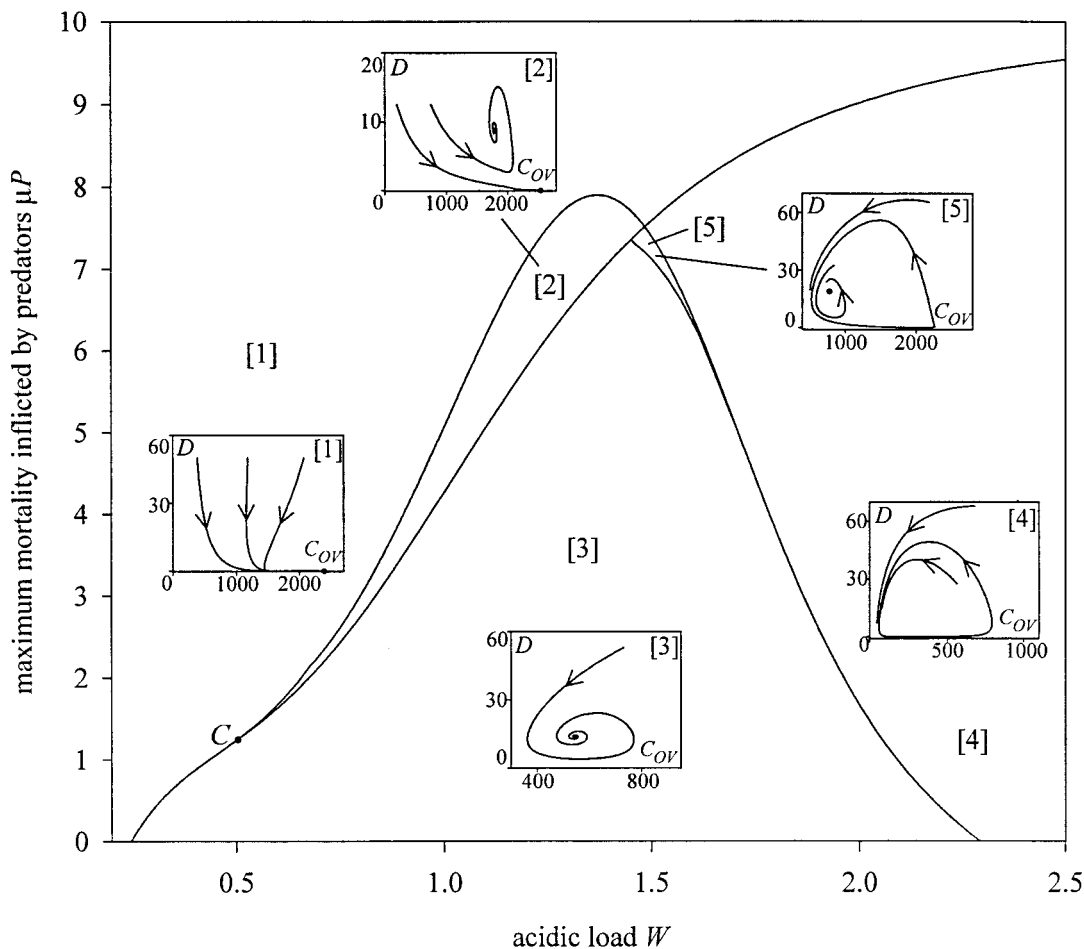 10
9
8
7
6
5
4
3
2
1
0
maximum mortality inflicted by predators μP
20 D [2]
10
C_OV
0 1000 2000
[2]
[5]
60 D [5]
30
0 C_OV
1000 2000
[1]
60 D [1]
30
C_OV
0 1000 2000
[3]
60 D [4]
30
0 C_OV
500 1000
60 D [3]
30
0 C_OV
400 800
C
[4]
0.5 1.0 1.5 2.0 2.5
acidic load W